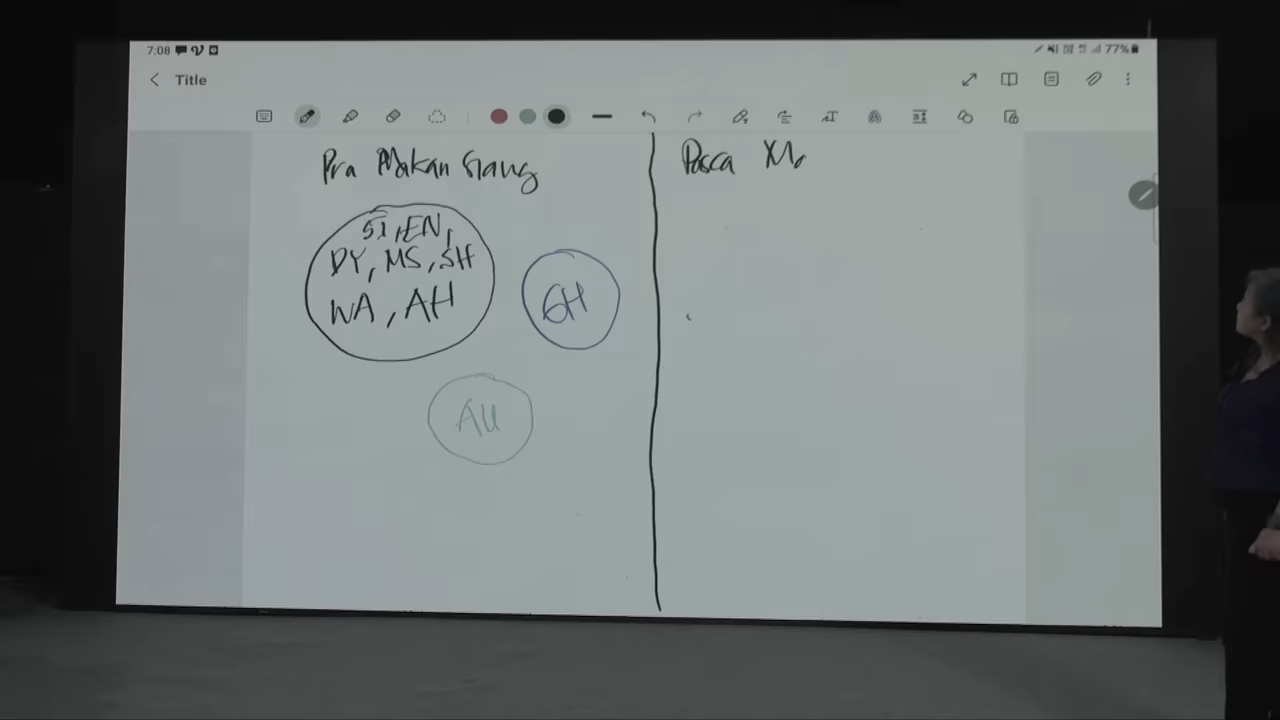 7:08
77%
Title
Pra Makan Siang
Pasca
SI, EN,
DY, MS, SH
WA, AH
GH
AU